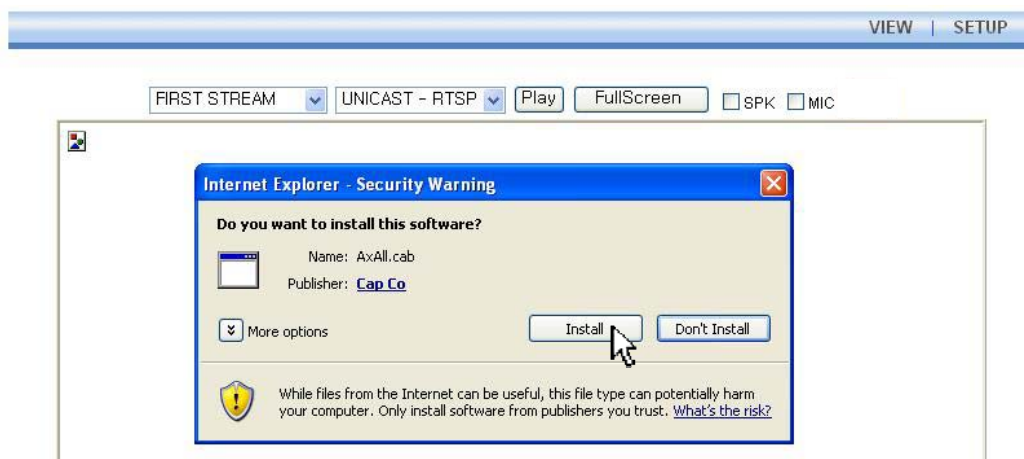 VIEW | SETUP
FIRST STREAM UNICAST - RTSP Play FullScreen SPK MIC
Internet Explorer - Security Warning
Do you want to install this software?
Name: AxAll.cab
Publisher: Cap Co
More options Install Don't Install
While files from the Internet can be useful, this file type can potentially harm
your computer. Only install software from publishers you trust. What's the risk?